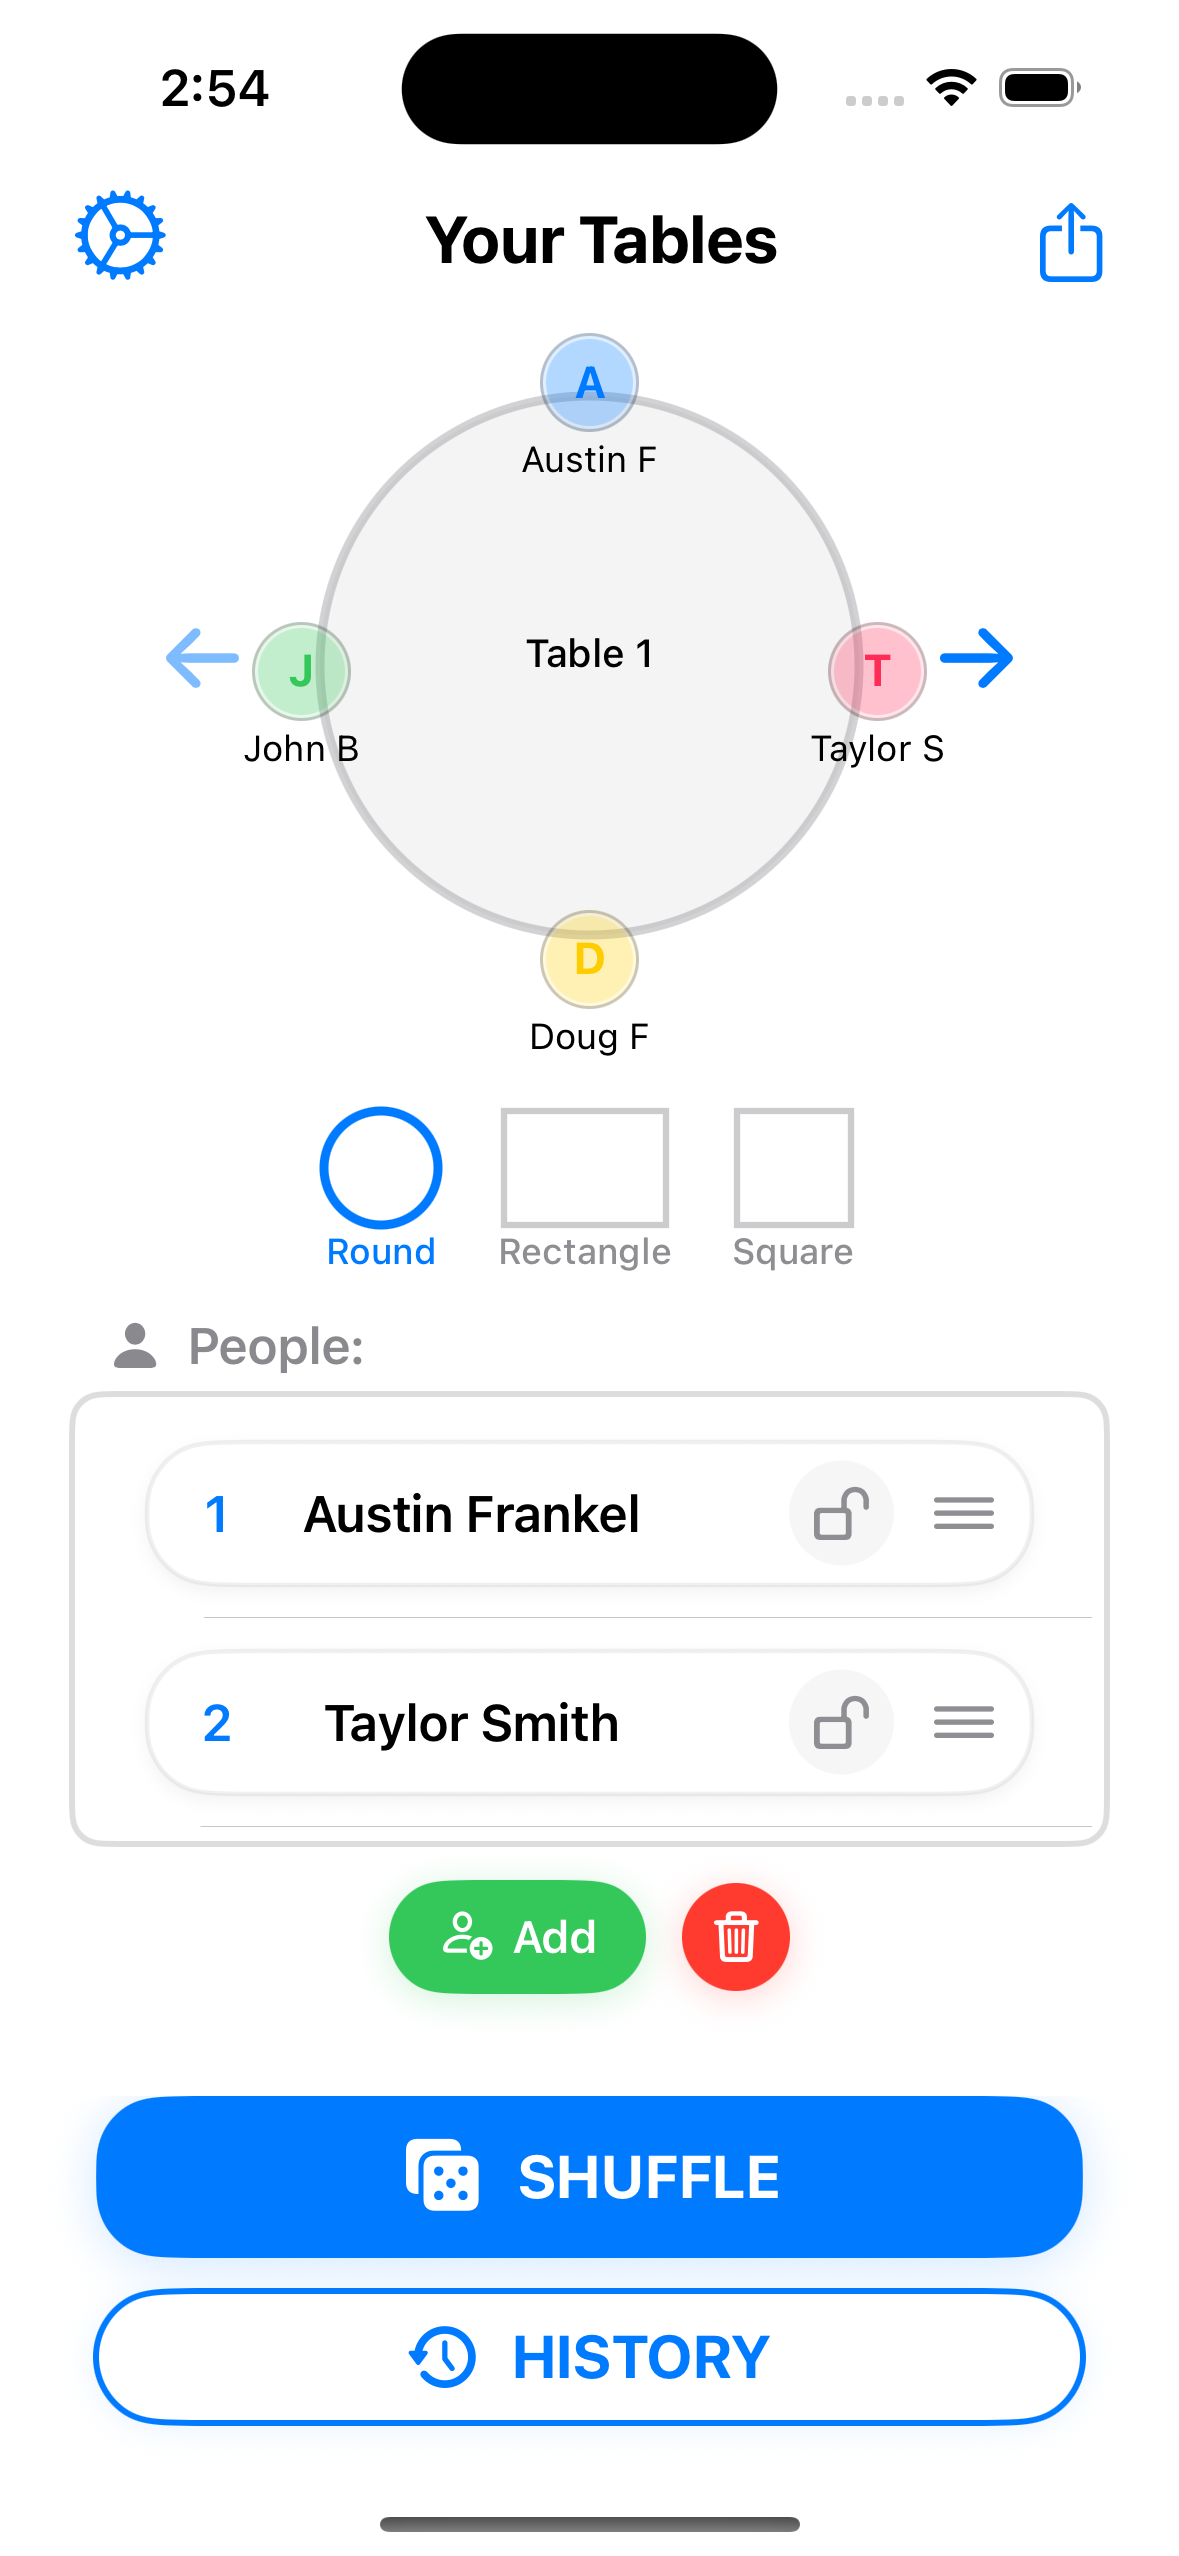 2:54
Your Tables
A
Austin F
Table 1
J
T
John B
Taylor S
D
Doug F
Round
Rectangle
Square
People:
1 Austin Frankel
2 Taylor Smith
Add
SHUFFLE
HISTORY